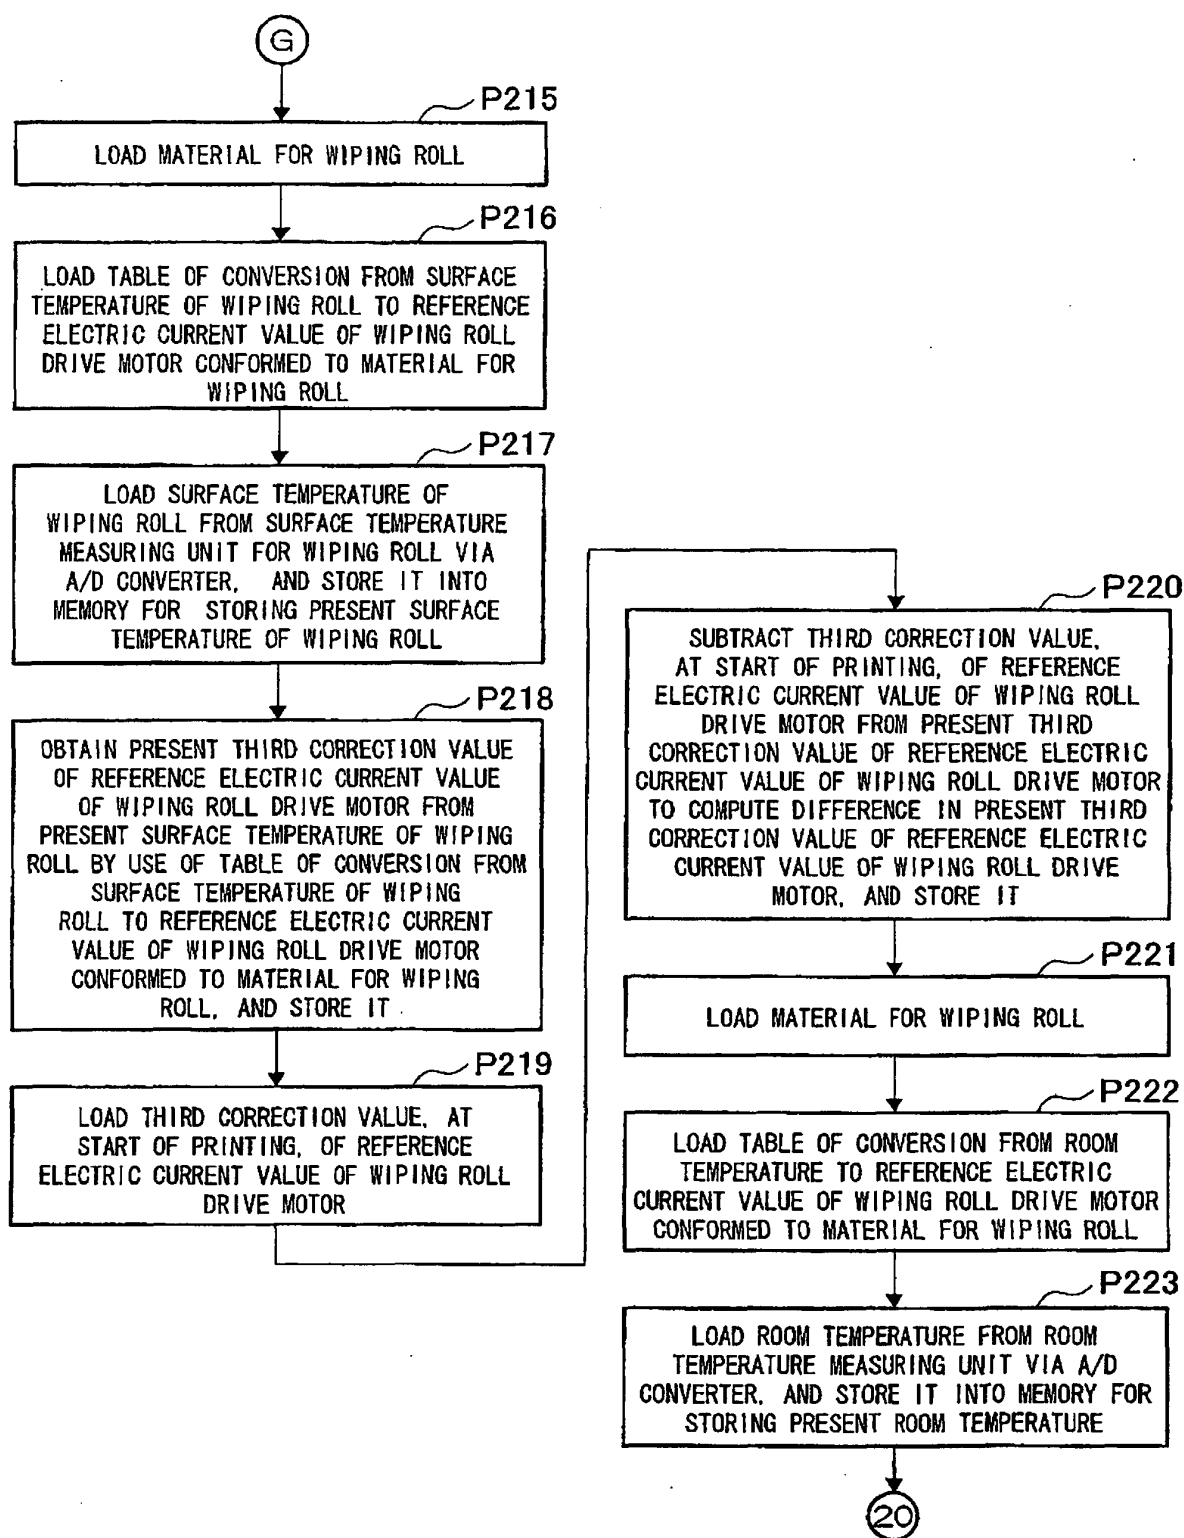 G
P215
LOAD MATERIAL FOR WIPING ROLL
P216
LOAD TABLE OF CONVERSION FROM SURFACE
TEMPERATURE OF WIPING ROLL TO REFERENCE
ELECTRIC CURRENT VALUE OF WIPING ROLL
DRIVE MOTOR CONFORMED TO MATERIAL FOR
WIPING ROLL
P217
LOAD SURFACE TEMPERATURE OF
WIPING ROLL FROM SURFACE TEMPERATURE
MEASURING UNIT FOR WIPING ROLL VIA
A/D CONVERTER, AND STORE IT INTO
MEMORY FOR STORING PRESENT SURFACE
TEMPERATURE OF WIPING ROLL
P218
OBTAIN PRESENT THIRD CORRECTION VALUE
OF REFERENCE ELECTRIC CURRENT VALUE
OF WIPING ROLL DRIVE MOTOR FROM
PRESENT SURFACE TEMPERATURE OF WIPING
ROLL BY USE OF TABLE OF CONVERSION FROM
SURFACE TEMPERATURE OF WIPING
ROLL TO REFERENCE ELECTRIC CURRENT
VALUE OF WIPING ROLL DRIVE MOTOR
CONFORMED TO MATERIAL FOR WIPING
ROLL, AND STORE IT
P219
LOAD THIRD CORRECTION VALUE, AT
START OF PRINTING, OF REFERENCE
ELECTRIC CURRENT VALUE OF WIPING ROLL
DRIVE MOTOR
P220
SUBTRACT THIRD CORRECTION VALUE,
AT START OF PRINTING, OF REFERENCE
ELECTRIC CURRENT VALUE OF WIPING ROLL
DRIVE MOTOR FROM PRESENT THIRD
CORRECTION VALUE OF REFERENCE ELECTRIC
CURRENT VALUE OF WIPING ROLL DRIVE MOTOR
TO COMPUTE DIFFERENCE IN PRESENT THIRD
CORRECTION VALUE OF REFERENCE ELECTRIC
CURRENT VALUE OF WIPING ROLL DRIVE
MOTOR, AND STORE IT
P221
LOAD MATERIAL FOR WIPING ROLL
P222
LOAD TABLE OF CONVERSION FROM ROOM
TEMPERATURE TO REFERENCE ELECTRIC
CURRENT VALUE OF WIPING ROLL DRIVE MOTOR
CONFORMED TO MATERIAL FOR WIPING ROLL
P223
LOAD ROOM TEMPERATURE FROM ROOM
TEMPERATURE MEASURING UNIT VIA A/D
CONVERTER, AND STORE IT INTO MEMORY FOR
STORING PRESENT ROOM TEMPERATURE
20